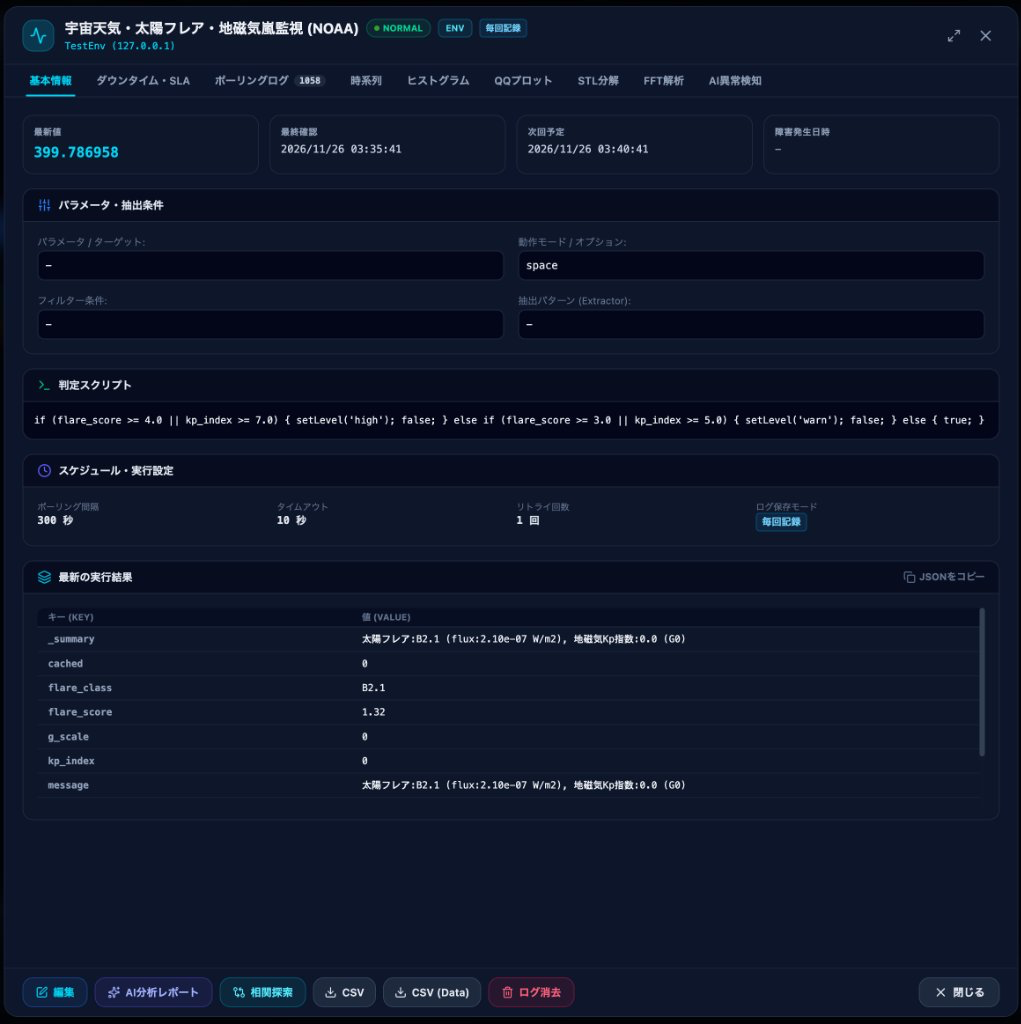 宇宙天気・太陽フレア・地磁気嵐監視 (NOAA) NORMAL ENV 毎回記録
TestEnv (127.0.0.1)
基本情報 ダウンタイム・SLA ポーリングログ 1058 時系列 ヒストグラム QQプロット STL分解 FFT解析 AI異常検知
最新値 最終確認 次回予定 障害発生日時
399.786958 2026/11/26 03:35:41 2026/11/26 03:40:41 –
パラメータ・抽出条件
パラメータ / ターゲット: 動作モード / オプション:
– space
フィルター条件: 抽出パターン (Extractor):
– –
判定スクリプト
if (flare_score >= 4.0 || kp_index >= 7.0) { setLevel('high'); false; } else if (flare_score >= 3.0 || kp_index >= 5.0) { setLevel('warn'); false; } else { true; }
スケジュール・実行設定
ポーリング間隔 タイムアウト リトライ回数 ログ保存モード
300 秒 10 秒 1 回 毎回記録
最新の実行結果 JSONをコピー
キー (KEY) 値 (VALUE)
_summary 太陽フレア:B2.1 (flux:2.10e-07 W/m2), 地磁気Kp指数:0.0 (G0)
cached 0
flare_class B2.1
flare_score 1.32
g_scale 0
kp_index 0
message 太陽フレア:B2.1 (flux:2.10e-07 W/m2), 地磁気Kp指数:0.0 (G0)
編集 AI分析レポート 相関探索 CSV CSV (Data) ログ消去 閉じる